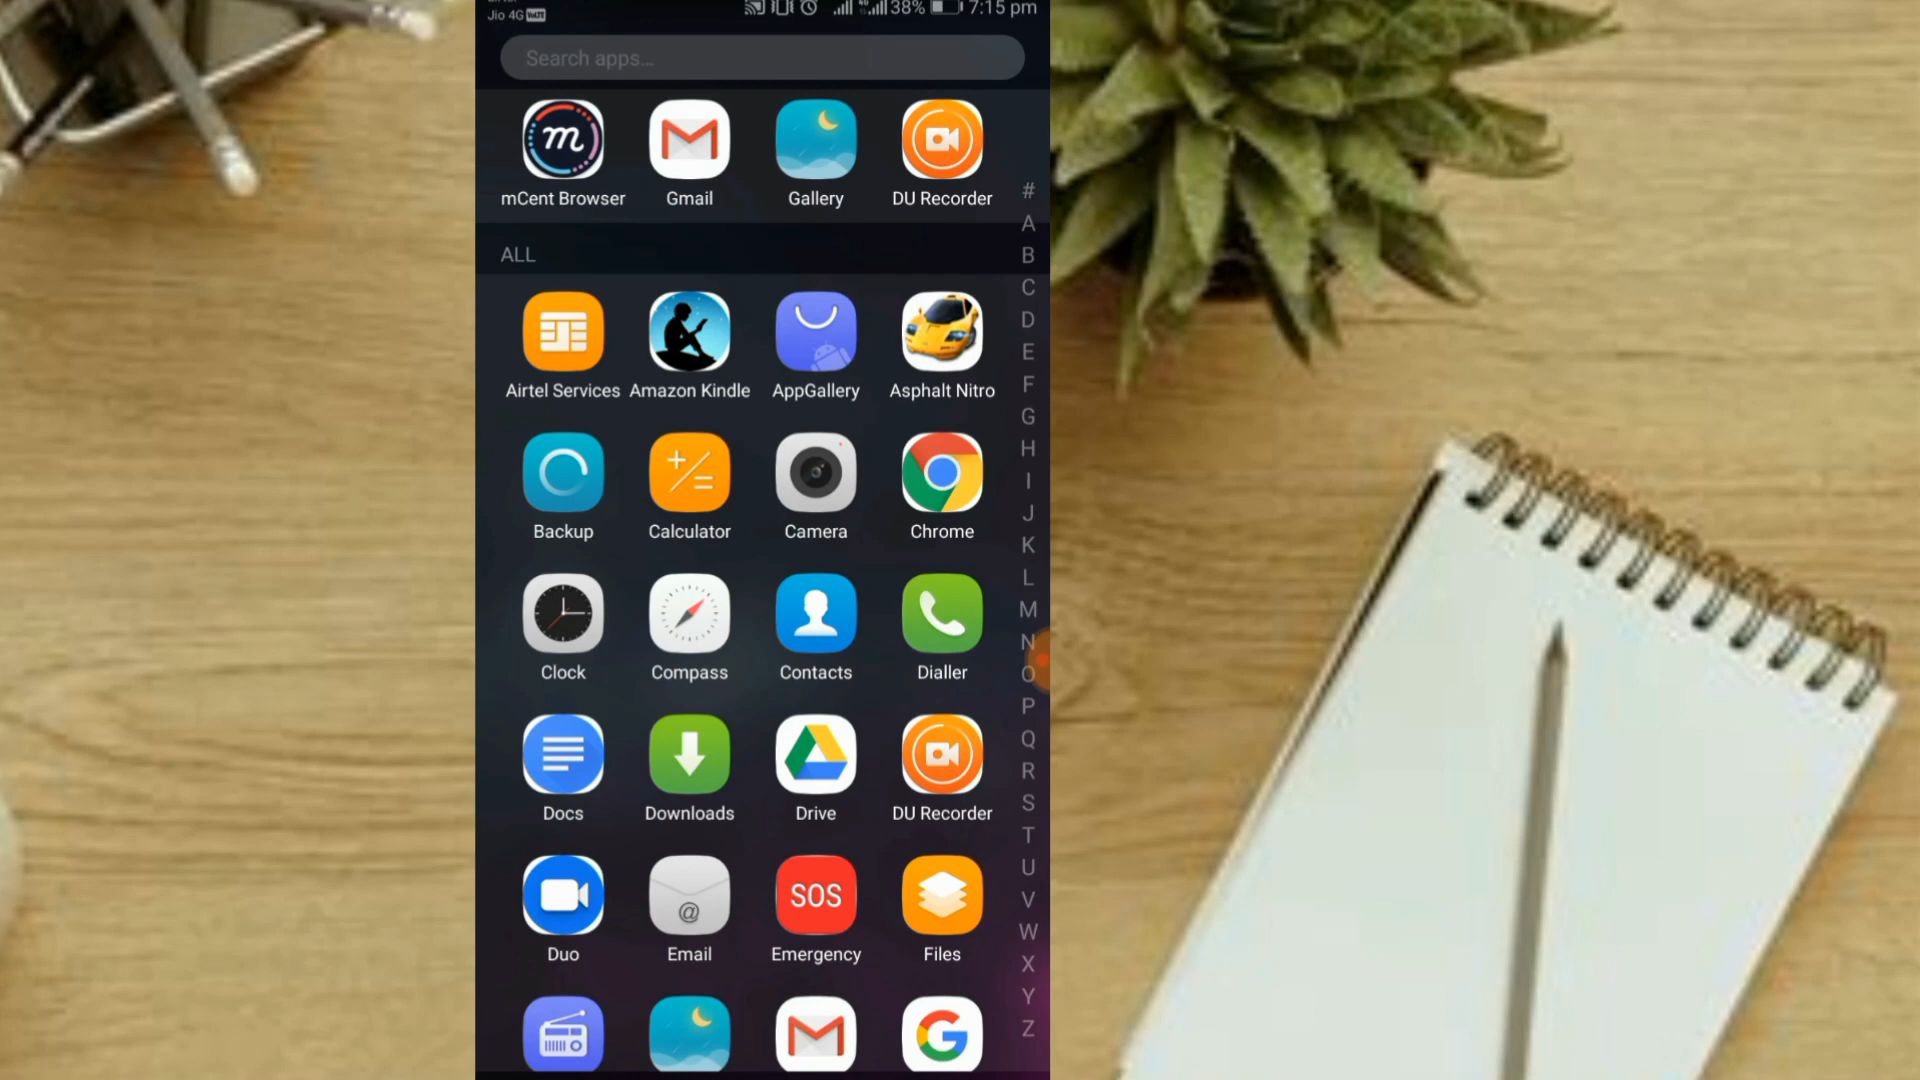 Jio 4G VoLTE 38% 7:15 pm
Search apps...
mCent Browser Gmail Gallery DU Recorder
ALL
Airtel Services Amazon Kindle AppGallery Asphalt Nitro
Backup Calculator Camera Chrome
Clock Compass Contacts Dialler
Docs Downloads Drive DU Recorder
SOS
Duo Email Emergency Files
#
A
B
C
D
E
F
G
H
I
J
K
L
M
N
O
P
Q
R
S
T
U
V
W
X
Y
Z